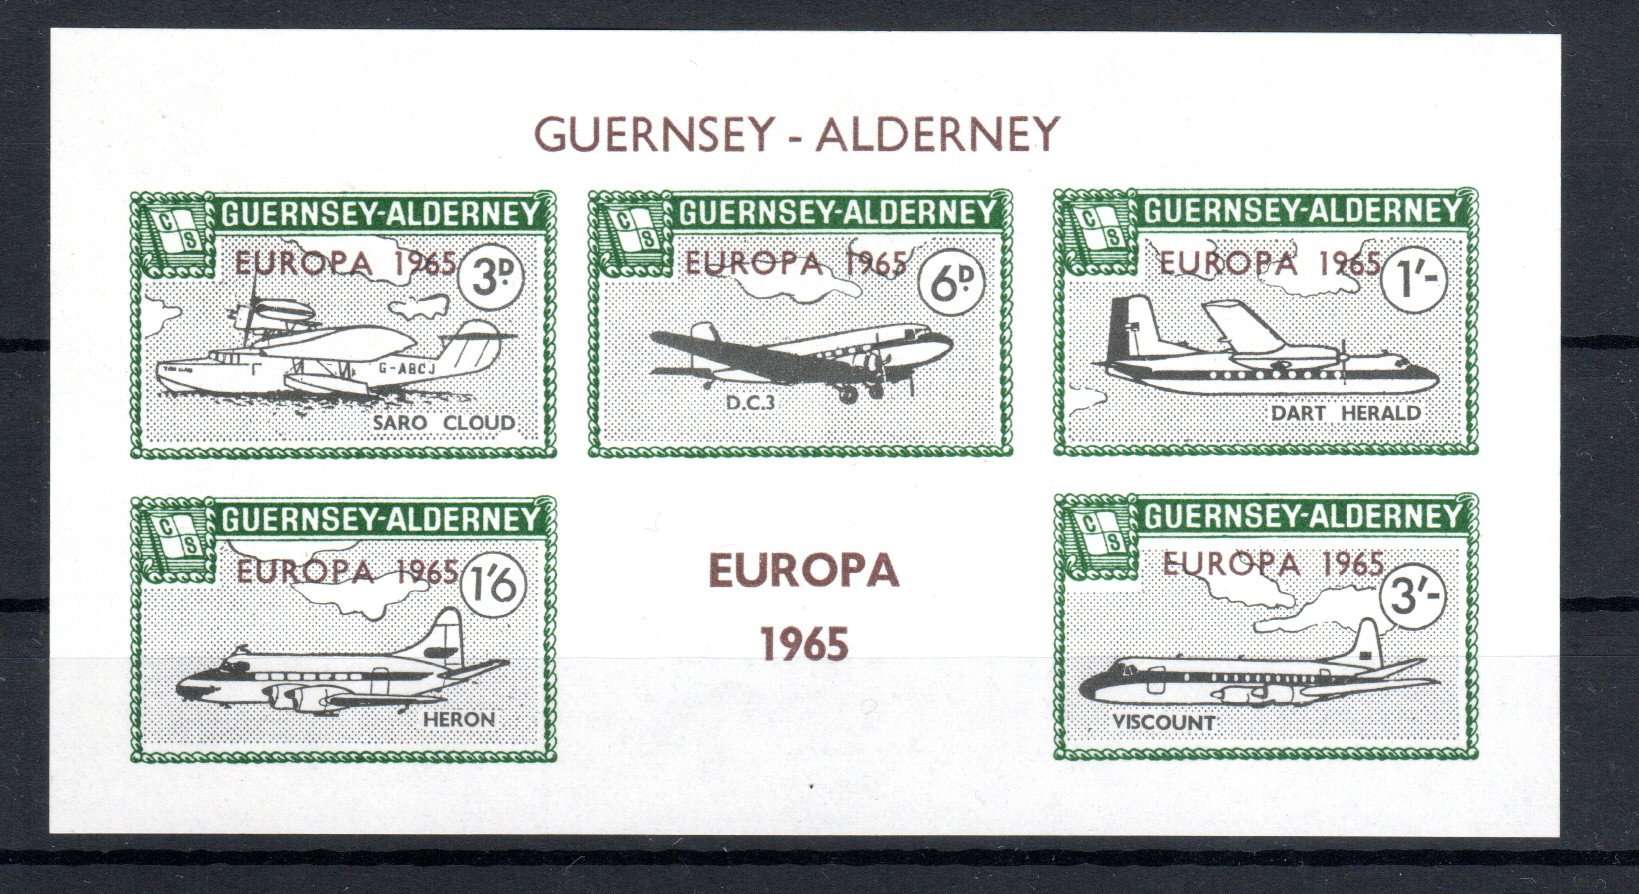 GUERNSEY - ALDERNEY
C S
GUERNSEY-ALDERNEY
EUROPA 1965
3D.
G-ABCJ
SARO CLOUD
C S
GUERNSEY-ALDERNEY
EUROPA 1965
6D.
D.C.3
C S
GUERNSEY-ALDERNEY
EUROPA 1965
1'-
DART HERALD
C S
GUERNSEY-ALDERNEY
EUROPA 1965
1'6
HERON
EUROPA
1965
C S
GUERNSEY-ALDERNEY
EUROPA 1965
3'-
VISCOUNT